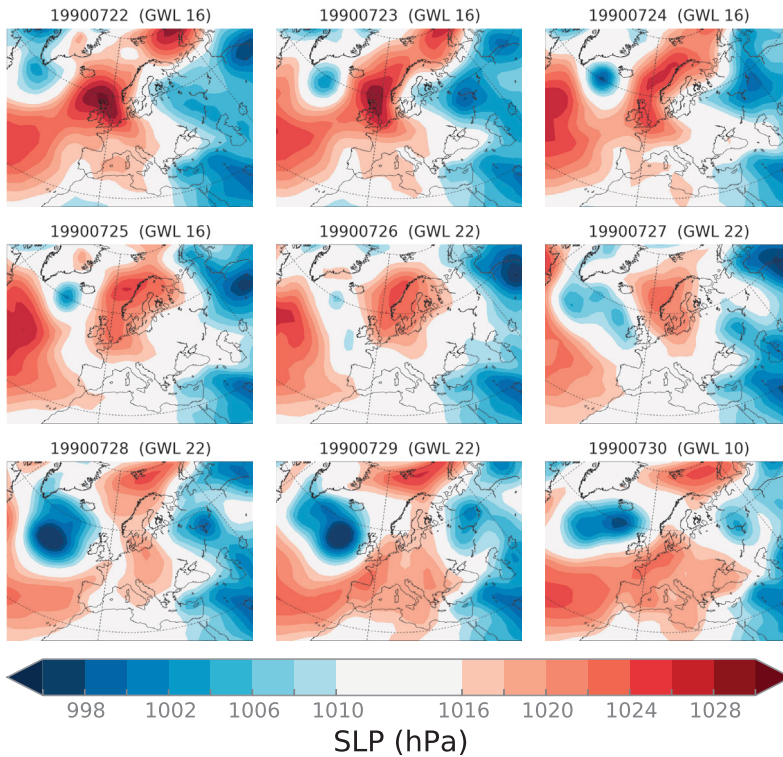 19900722 (GWL 16)
19900723 (GWL 16)
19900724 (GWL 16)
19900725 (GWL 16)
19900726 (GWL 22)
19900727 (GWL 22)
19900728 (GWL 22)
19900729 (GWL 22)
19900730 (GWL 10)
998 1002 1006 1010 1016 1020 1024 1028
SLP (hPa)